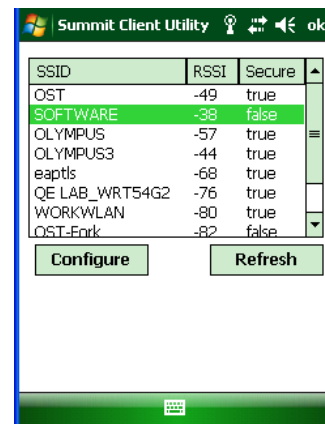 Summit Client Utility ok
SSID RSSI Secure
OST -49 true
SOFTWARE -38 false
OLYMPUS -57 true
OLYMPUS3 -44 true
eaptls -68 true
QE LAB_WRT54G2 -76 true
WORKWLAN -80 true
OST-Fork -82 false
Configure Refresh